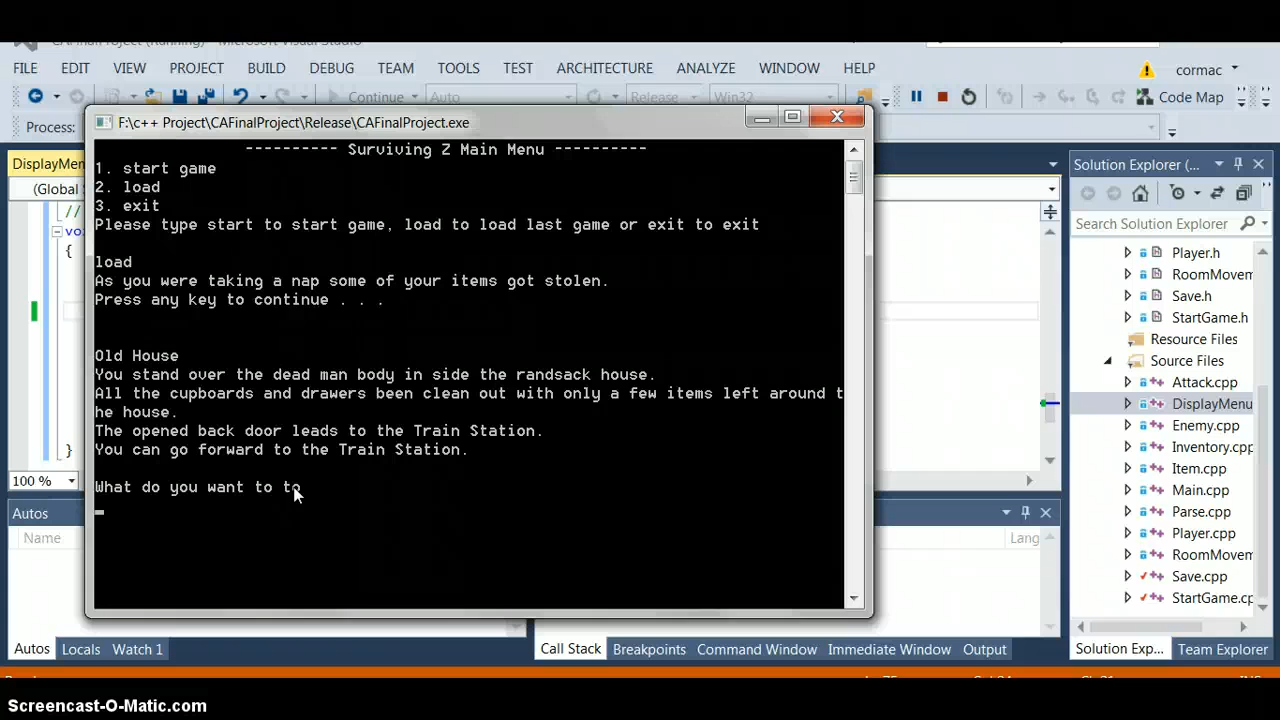 CAFinalProject (Running) - Microsoft Visual Studio
FILE EDIT VIEW PROJECT BUILD DEBUG TEAM TOOLS TEST ARCHITECTURE ANALYZE WINDOW HELP cormac
Continue Auto Release Win32 Code Map
Process:
F:\c++ Project\CAFinalProject\Release\CAFinalProject.exe
---------- Surviving Z Main Menu ----------
1. start game
2. load
3. exit
Please type start to start game, load to load last game or exit to exit
load
As you were taking a nap some of your items got stolen.
Press any key to continue . . .
Old House
You stand over the dead man body in side the randsack house.
All the cupboards and drawers been clean out with only a few items left around t
he house.
The opened back door leads to the Train Station.
You can go forward to the Train Station.
What do you want to to
DisplayMen
(Global S
//
vo
{
}
100 %
Solution Explorer (...
Search Solution Explorer
Player.h
RoomMovem
Save.h
StartGame.h
Resource Files
Source Files
Attack.cpp
DisplayMenu
Enemy.cpp
Inventory.cpp
Item.cpp
Main.cpp
Parse.cpp
Player.cpp
RoomMovem
Save.cpp
StartGame.cp
Solution Exp... Team Explorer
Autos
Name
Lang
Autos Locals Watch 1
Call Stack Breakpoints Command Window Immediate Window Output
Screencast-O-Matic.com